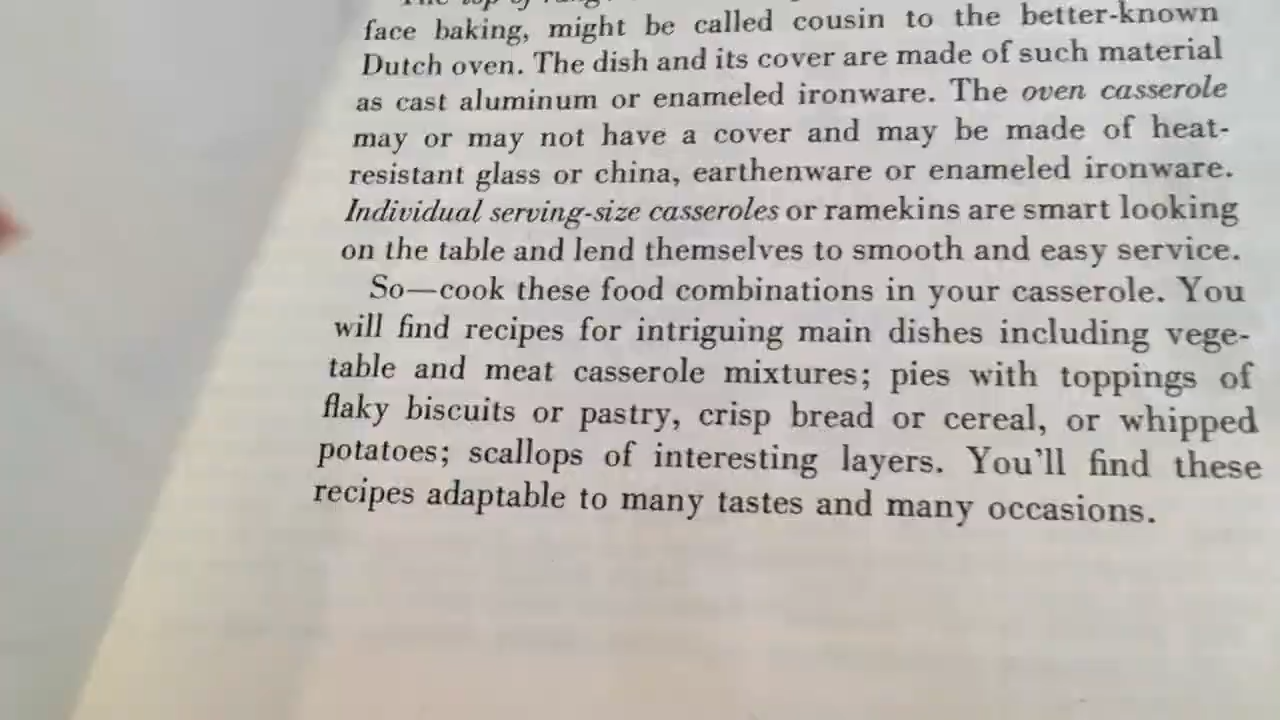 The top of
face baking, might be called cousin to the better-known
Dutch oven. The dish and its cover are made of such material
as cast aluminum or enameled ironware. The oven casserole
may or may not have a cover and may be made of heat-
resistant glass or china, earthenware or enameled ironware.
Individual serving-size casseroles or ramekins are smart looking
on the table and lend themselves to smooth and easy service.
So—cook these food combinations in your casserole. You
will find recipes for intriguing main dishes including vege-
table and meat casserole mixtures; pies with toppings of
flaky biscuits or pastry, crisp bread or cereal, or whipped
potatoes; scallops of interesting layers. You'll find these
recipes adaptable to many tastes and many occasions.